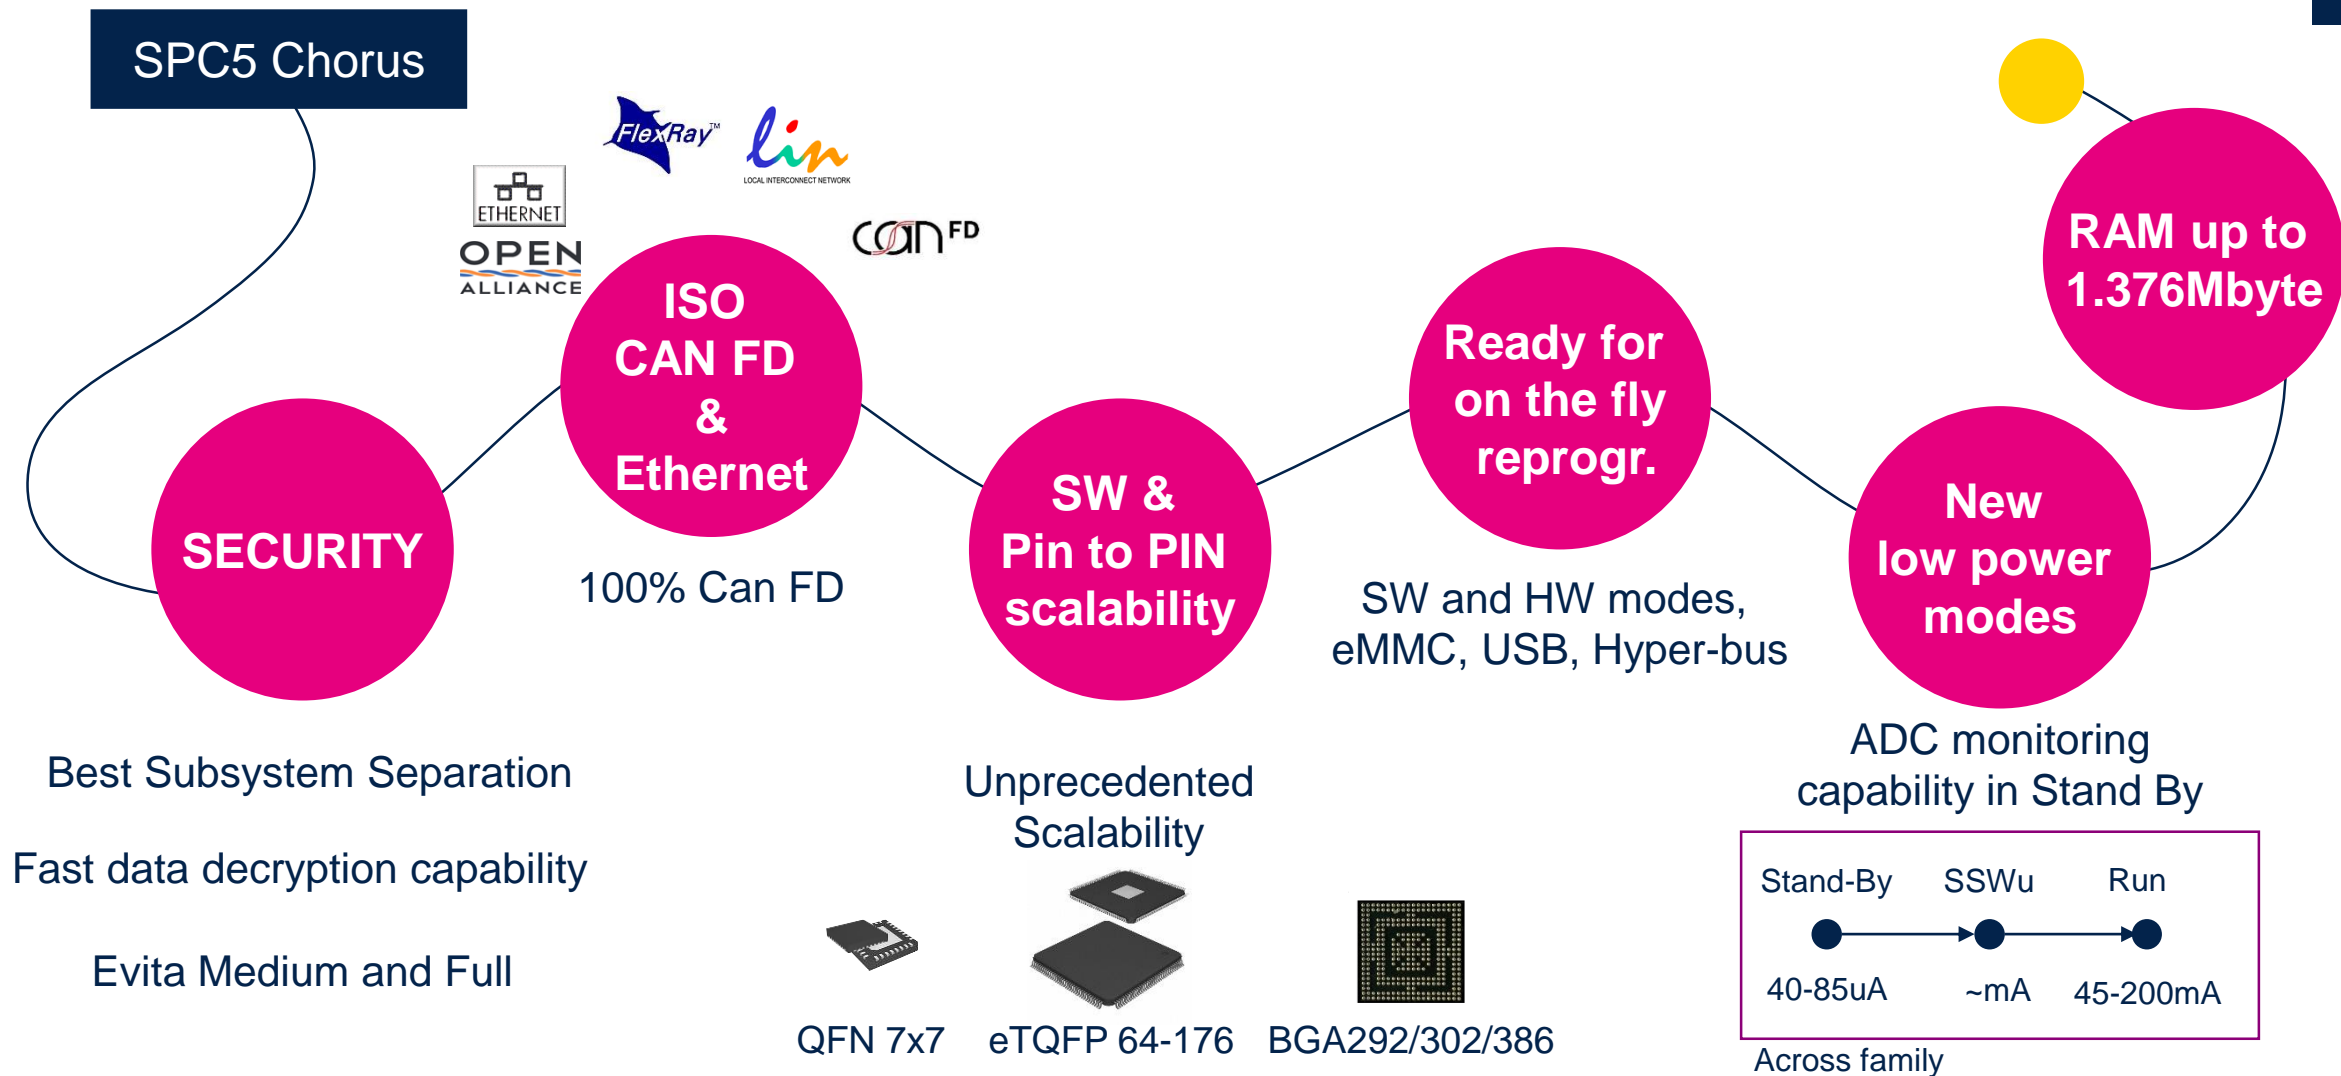 SPC5 Chorus
ETHERNET
OPEN
ALLIANCE
FlexRay™
lin
LOCAL INTERCONNECT NETWORK
CAN FD
SECURITY
Best Subsystem Separation
Fast data decryption capability
Evita Medium and Full
ISO
CAN FD
&
Ethernet
100% Can FD
SW &
Pin to PIN
scalability
Unprecedented
Scalability
QFN 7x7
eTQFP 64-176
BGA292/302/386
Ready for
on the fly
reprogr.
SW and HW modes,
eMMC, USB, Hyper-bus
New
low power
modes
ADC monitoring
capability in Stand By
Stand-By SSWu Run
40-85uA ~mA 45-200mA
Across family
RAM up to
1.376Mbyte